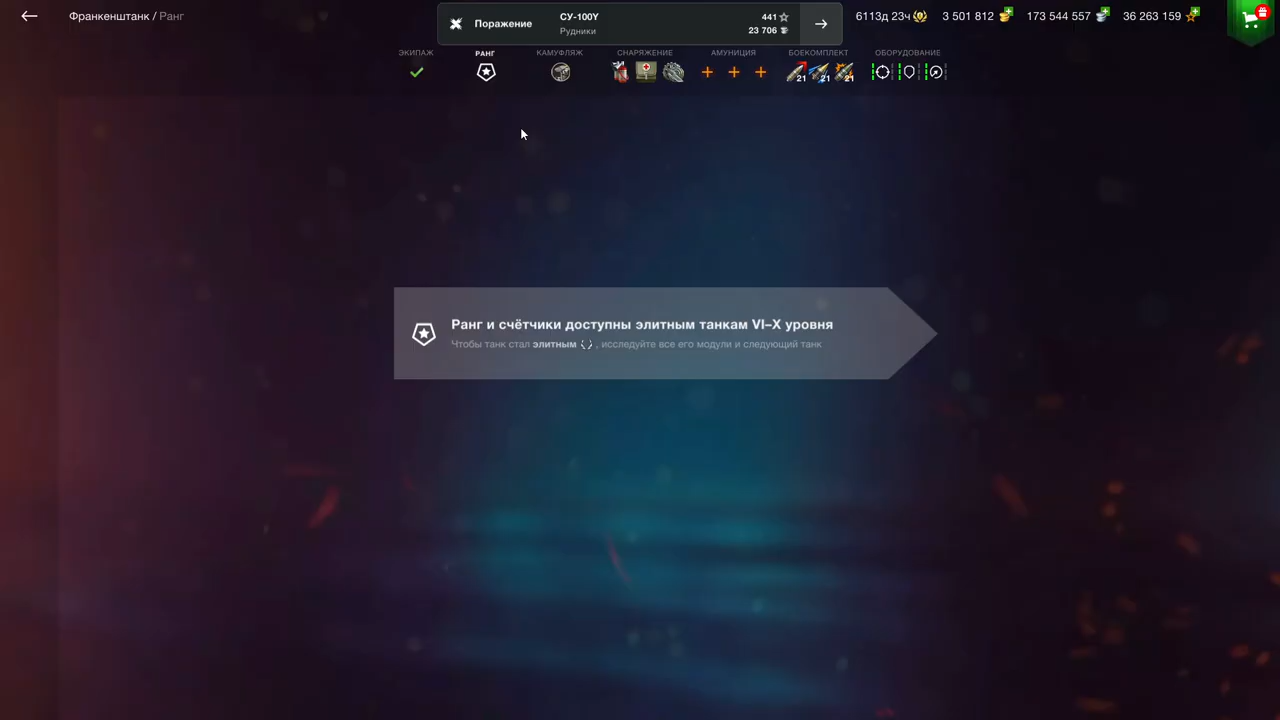 Франкенштанк / Ранг
Поражение
СУ-100Y
Рудники
441
23 706
6113д 23ч
3 501 812
173 544 557
36 263 159
ЭКИПАЖ
РАНГ
КАМУФЛЯЖ
СНАРЯЖЕНИЕ
АМУНИЦИЯ
БОЕКОМПЛЕКТ
ОБОРУДОВАНИЕ
21
21
21
Ранг и счётчики доступны элитным танкам VI–X уровня
Чтобы танк стал элитным , исследуйте все его модули и следующий танк